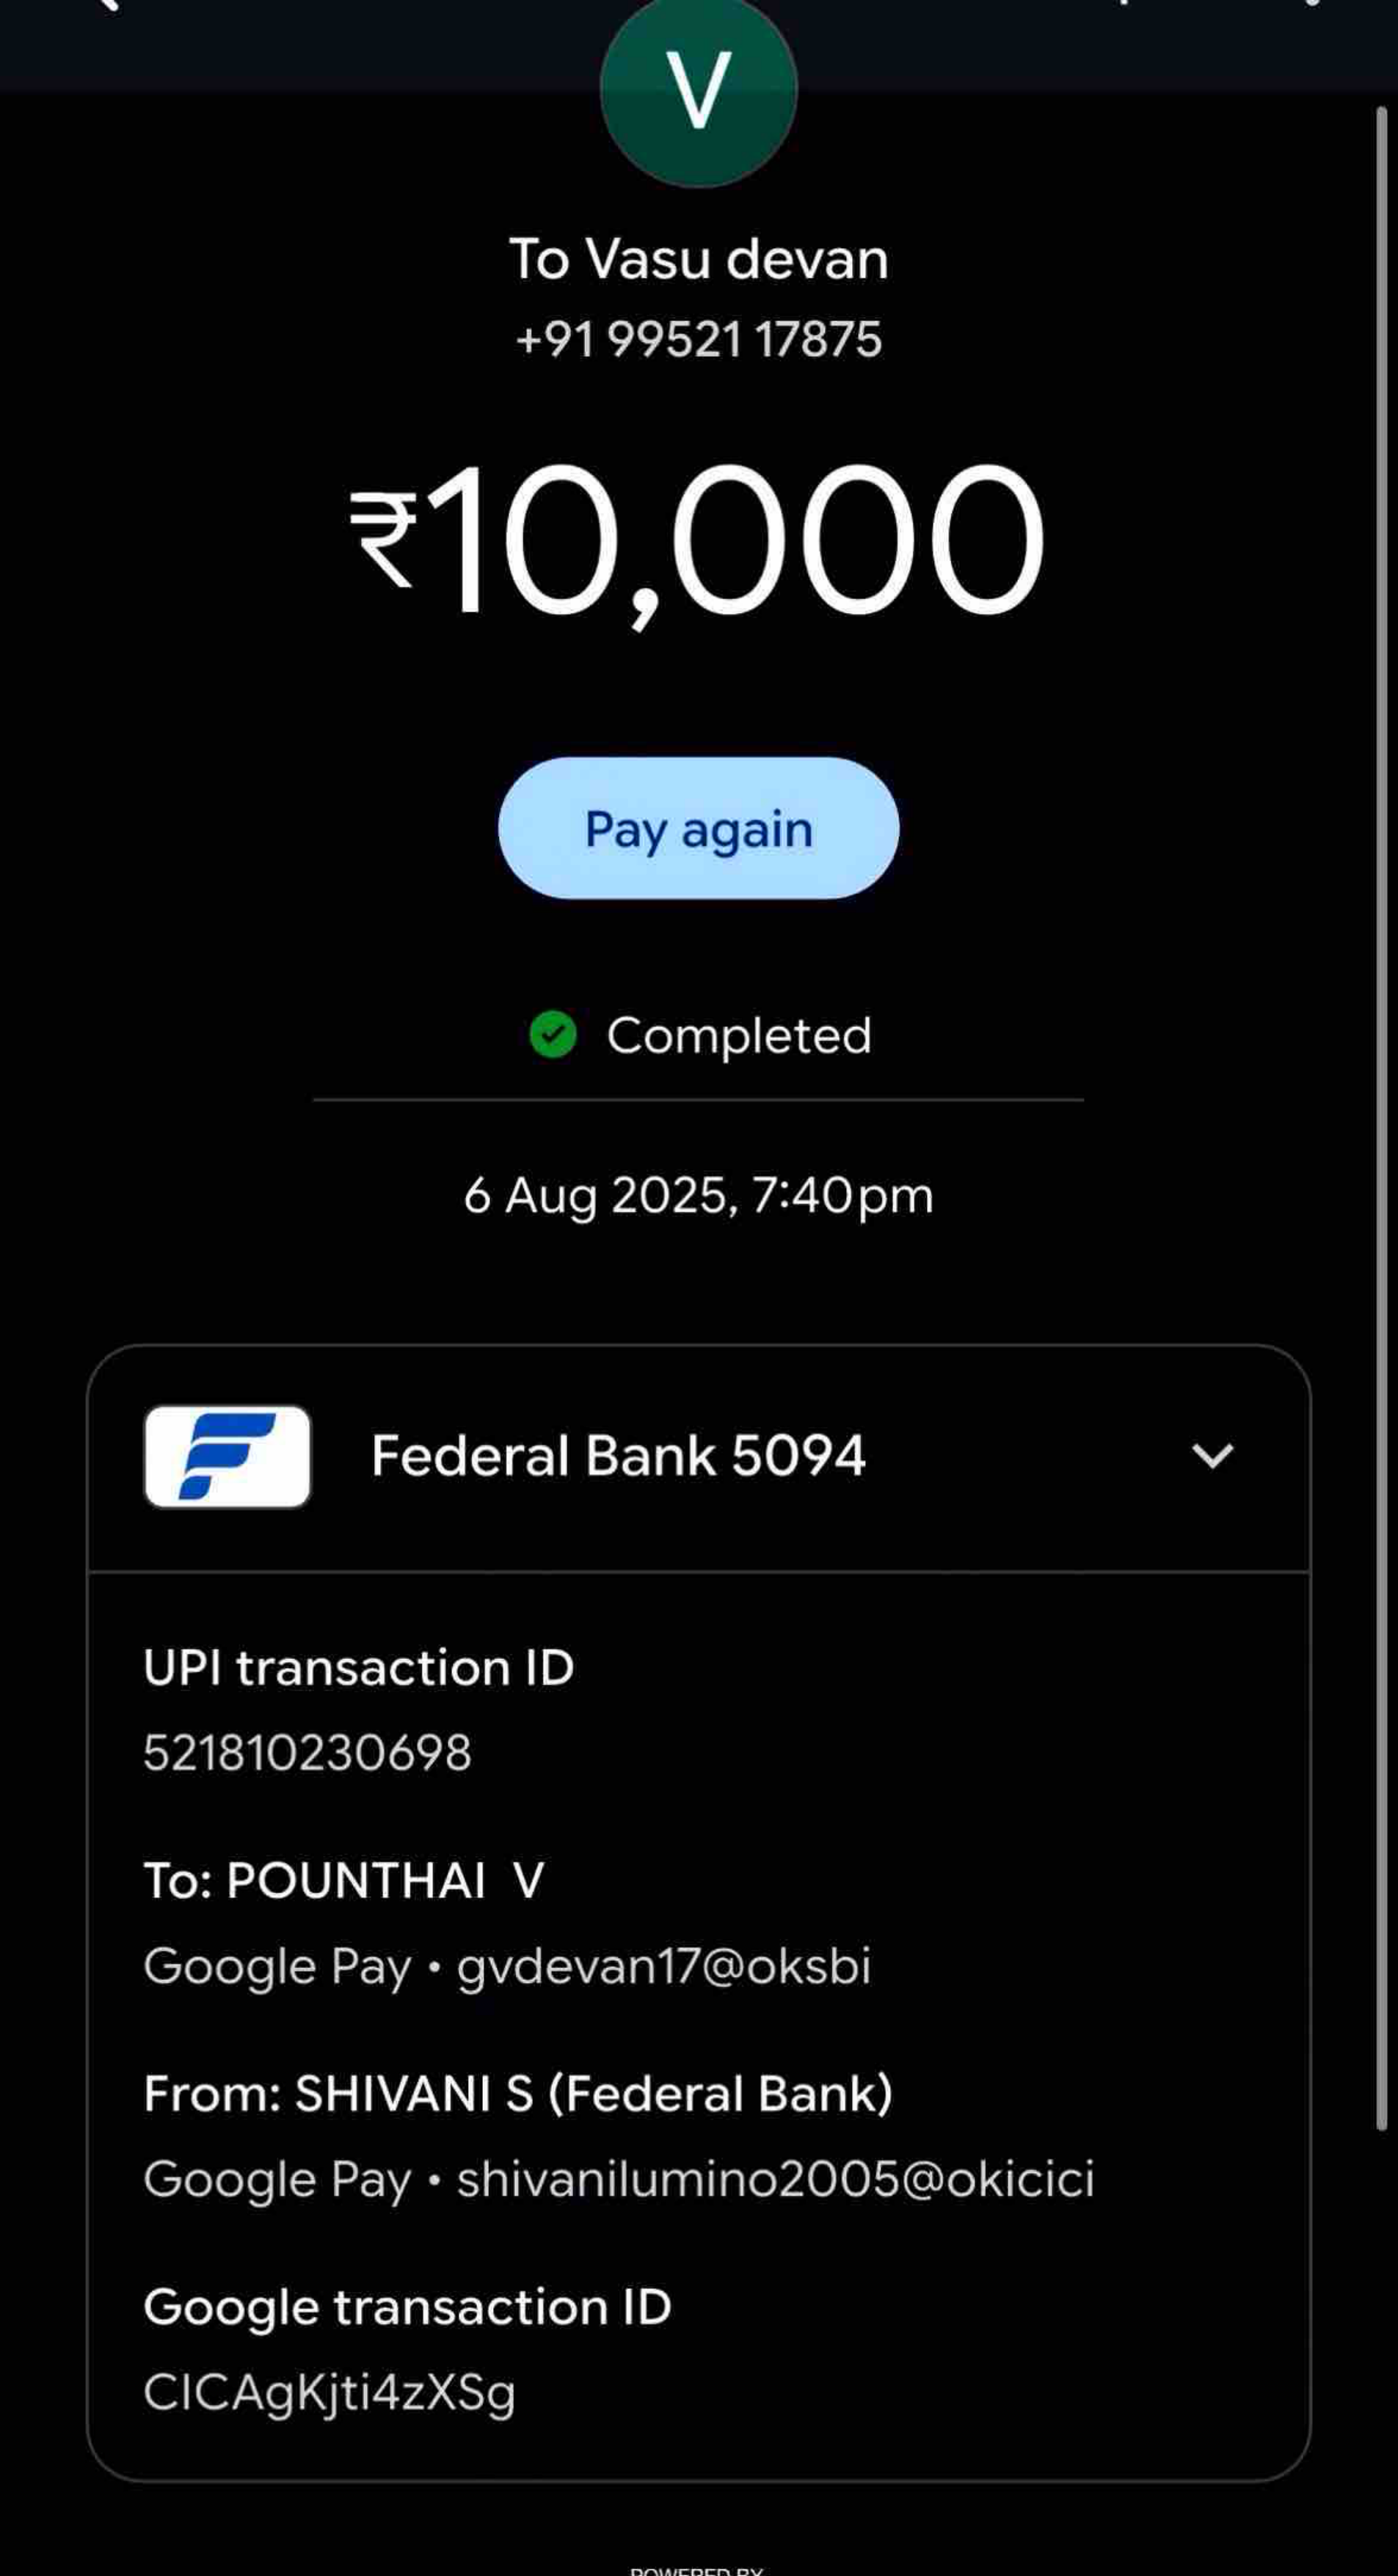 V
To Vasu devan
+91 99521 17875
₹10,000
Pay again
Completed
6 Aug 2025, 7:40pm
Federal Bank 5094
UPI transaction ID
521810230698
To: POUNTHAI  V
Google Pay • gvdevan17@oksbi
From: SHIVANI S (Federal Bank)
Google Pay • shivanilumino2005@okicici
Google transaction ID
CICAgKjti4zXSg
POWERED BY